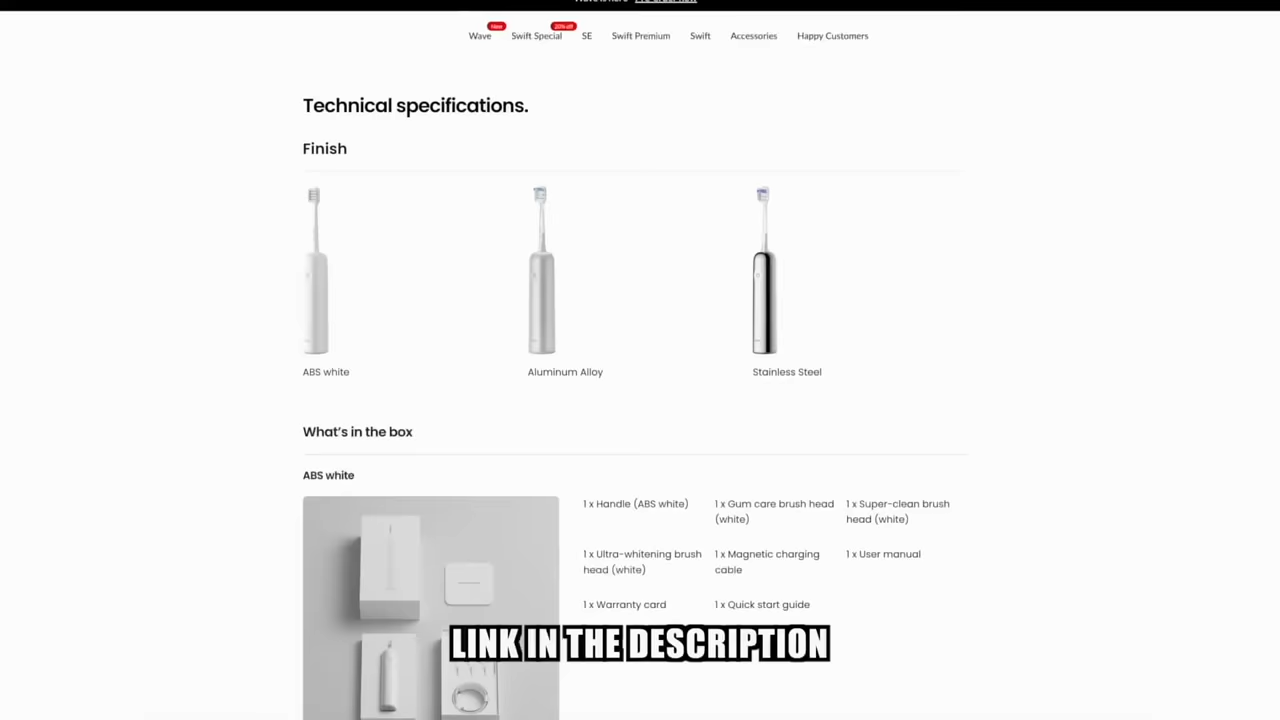 New
20% off
Wave
Swift Special
SE
Swift Premium
Swift
Accessories
Happy Customers
Technical specifications.
Finish
ABS white
Aluminum Alloy
Stainless Steel
What's in the box
ABS white
1 x Handle (ABS white)
1 x Gum care brush head
(white)
1 x Super-clean brush
head (white)
1 x Ultra-whitening brush
head (white)
1 x Magnetic charging
cable
1 x User manual
1 x Warranty card
1 x Quick start guide
LINK IN THE DESCRIPTION